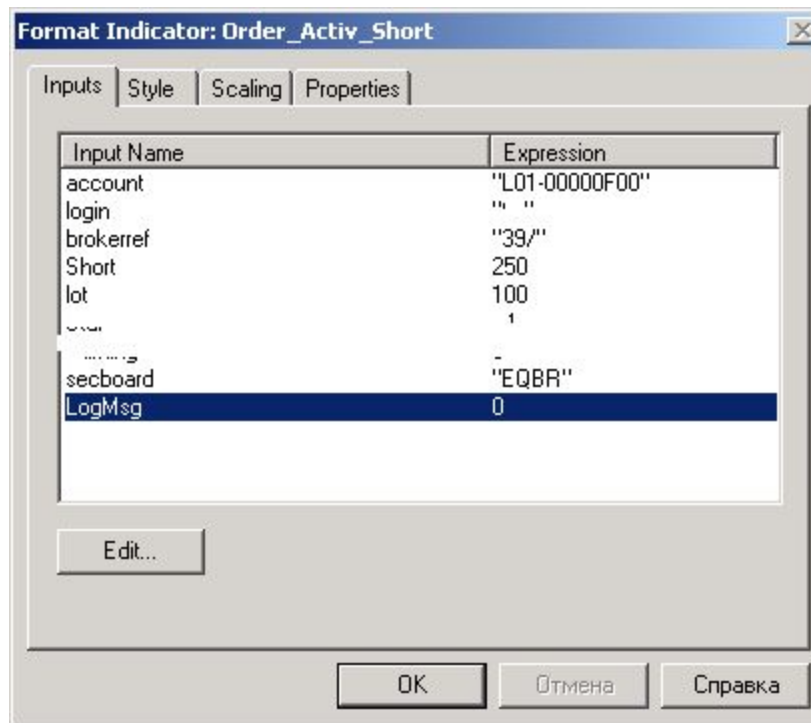 Format Indicator: Order_Activ_Short
Inputs Style Scaling Properties
Input Name Expression
account "L01-00000F00"
login
brokerref "39/"
Short 250
lot 100
secboard "EQBR"
LogMsg 0
Edit...
OK Отмена Справка